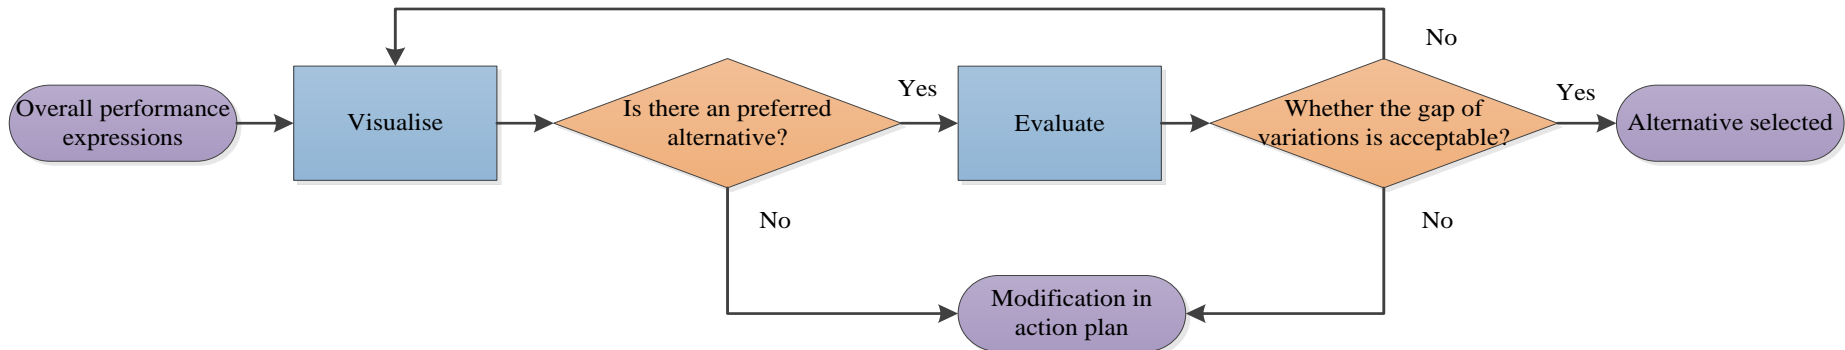 No
Overall performance
expressions
Visualise
Is there an preferred
alternative?
Yes
Evaluate
Whether the gap of
variations is acceptable?
Yes
Alternative selected
No
No
Modification in
action plan